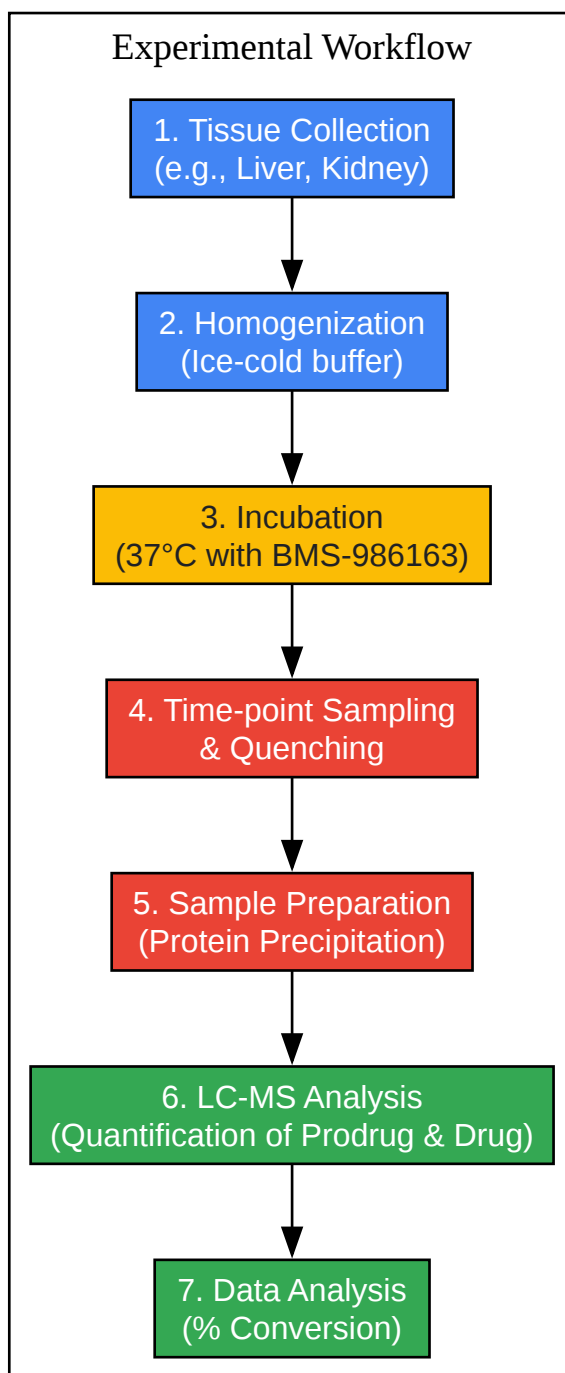 Experimental Workflow
1. Tissue Collection
(e.g., Liver, Kidney)
2. Homogenization
(Ice-cold buffer)
3. Incubation
(37°C with BMS-986163)
4. Time-point Sampling
& Quenching
5. Sample Preparation
(Protein Precipitation)
6. LC-MS Analysis
(Quantification of Prodrug & Drug)
7. Data Analysis
(% Conversion)